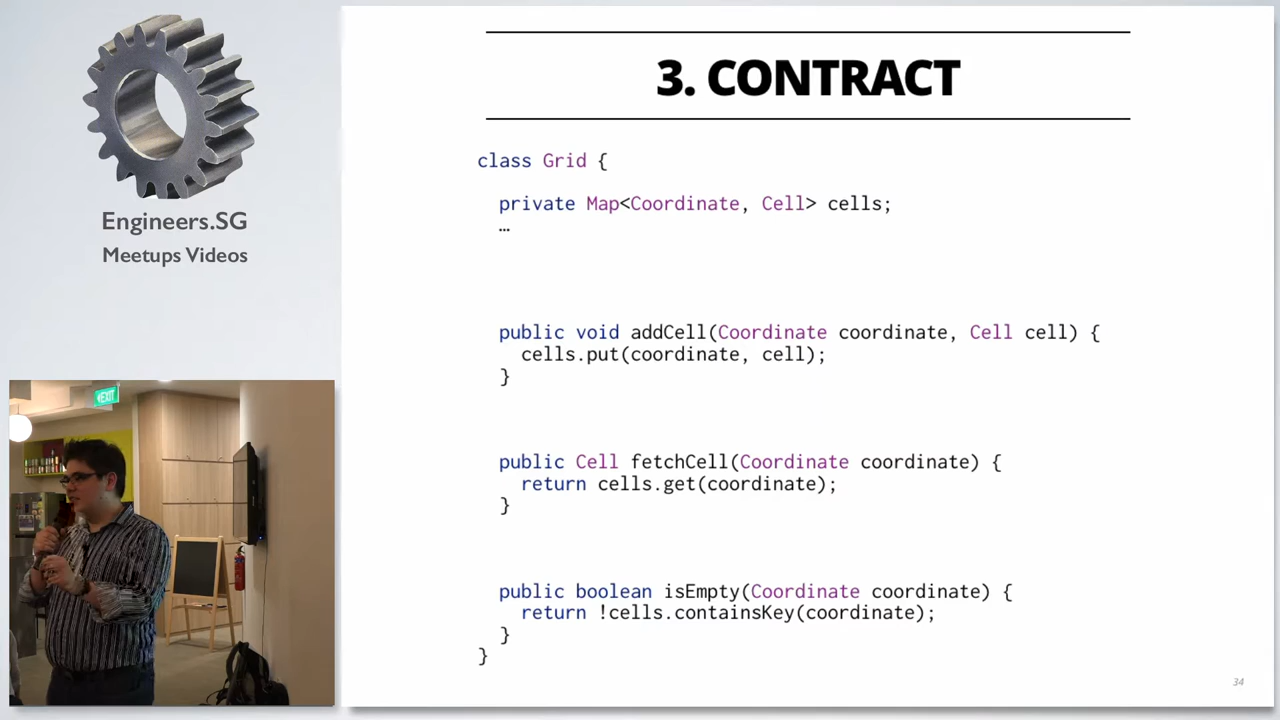 Engineers.SG
Meetups Videos
EXIT
3. CONTRACT
class Grid {
private Map<Coordinate, Cell> cells;
…
public void addCell(Coordinate coordinate, Cell cell) {
cells.put(coordinate, cell);
}
public Cell fetchCell(Coordinate coordinate) {
return cells.get(coordinate);
}
public boolean isEmpty(Coordinate coordinate) {
return !cells.containsKey(coordinate);
}
}
34